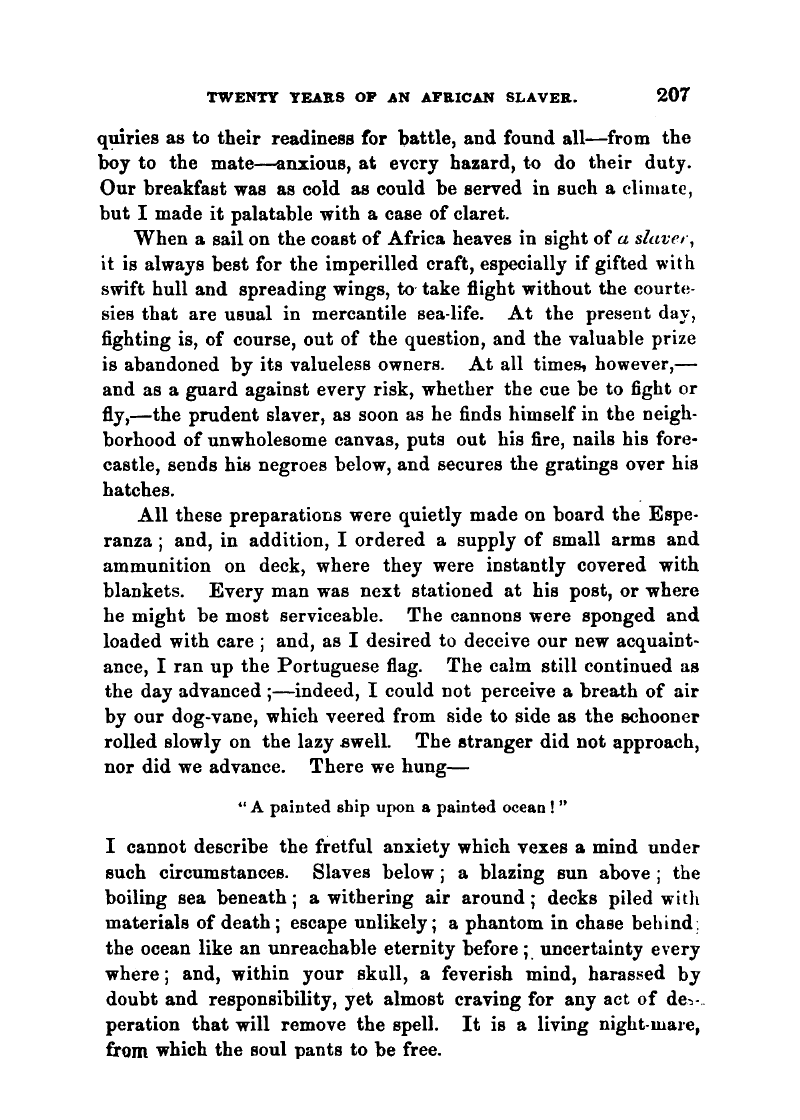 TWENTY YEARS OF AN AFRICAN SLAVER. 207
quiries as to their readiness for battle, and found all—from the
boy to the mate—anxious, at every hazard, to do their duty.
Our breakfast was as cold as could be served in such a climate,
but I made it palatable with a case of claret.
When a sail on the coast of Africa heaves in sight of a slaver,
it is always best for the imperilled craft, especially if gifted with
swift hull and spreading wings, to take flight without the courte-
sies that are usual in mercantile sea-life. At the present day,
fighting is, of course, out of the question, and the valuable prize
is abandoned by its valueless owners. At all times, however,—
and as a guard against every risk, whether the cue be to fight or
fly,—the prudent slaver, as soon as he finds himself in the neigh-
borhood of unwholesome canvas, puts out his fire, nails his fore-
castle, sends his negroes below, and secures the gratings over his
hatches.
All these preparations were quietly made on board the Espe-
ranza; and, in addition, I ordered a supply of small arms and
ammunition on deck, where they were instantly covered with
blankets. Every man was next stationed at his post, or where
he might be most serviceable. The cannons were sponged and
loaded with care; and, as I desired to deceive our new acquaint-
ance, I ran up the Portuguese flag. The calm still continued as
the day advanced;—indeed, I could not perceive a breath of air
by our dog-vane, which veered from side to side as the schooner
rolled slowly on the lazy swell. The stranger did not approach,
nor did we advance. There we hung—
"A painted ship upon a painted ocean!"
I cannot describe the fretful anxiety which vexes a mind under
such circumstances. Slaves below; a blazing sun above; the
boiling sea beneath; a withering air around; decks piled with
materials of death; escape unlikely; a phantom in chase behind;
the ocean like an unreachable eternity before; uncertainty every
where; and, within your skull, a feverish mind, harassed by
doubt and responsibility, yet almost craving for any act of des-
peration that will remove the spell. It is a living night-mare,
from which the soul pants to be free.